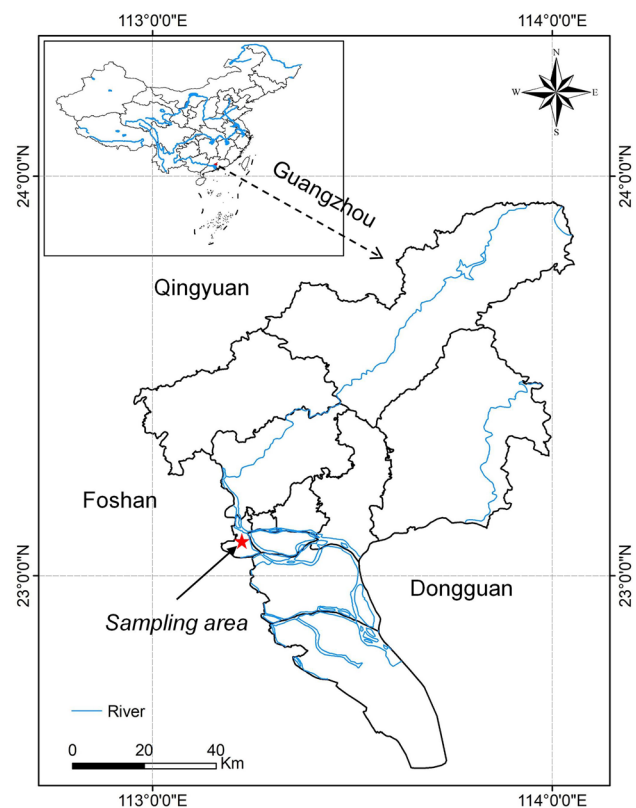 113°0'0"E
114°0'0"E
N
W
E
S
24°0'0"N
24°0'0"N
Guangzhou
Qingyuan
Foshan
23°0'0"N
23°0'0"N
Dongguan
Sampling area
River
0
20
40
Km
113°0'0"E
114°0'0"E